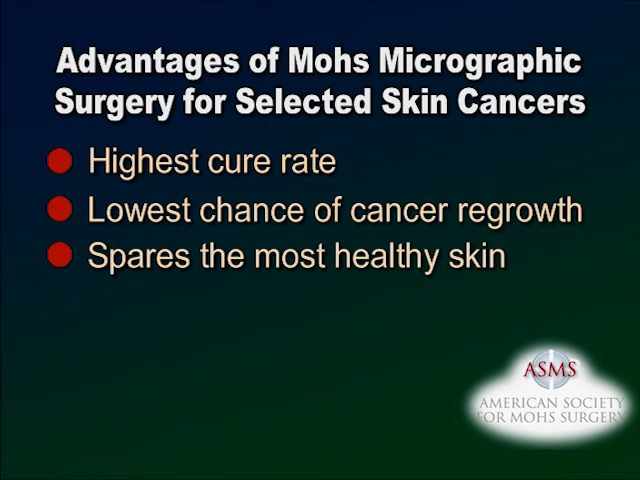 Advantages of Mohs Micrographic
Surgery for Selected Skin Cancers
Highest cure rate
Lowest chance of cancer regrowth
Spares the most healthy skin
ASMS
AMERICAN SOCIETY
FOR MOHS SURGERY